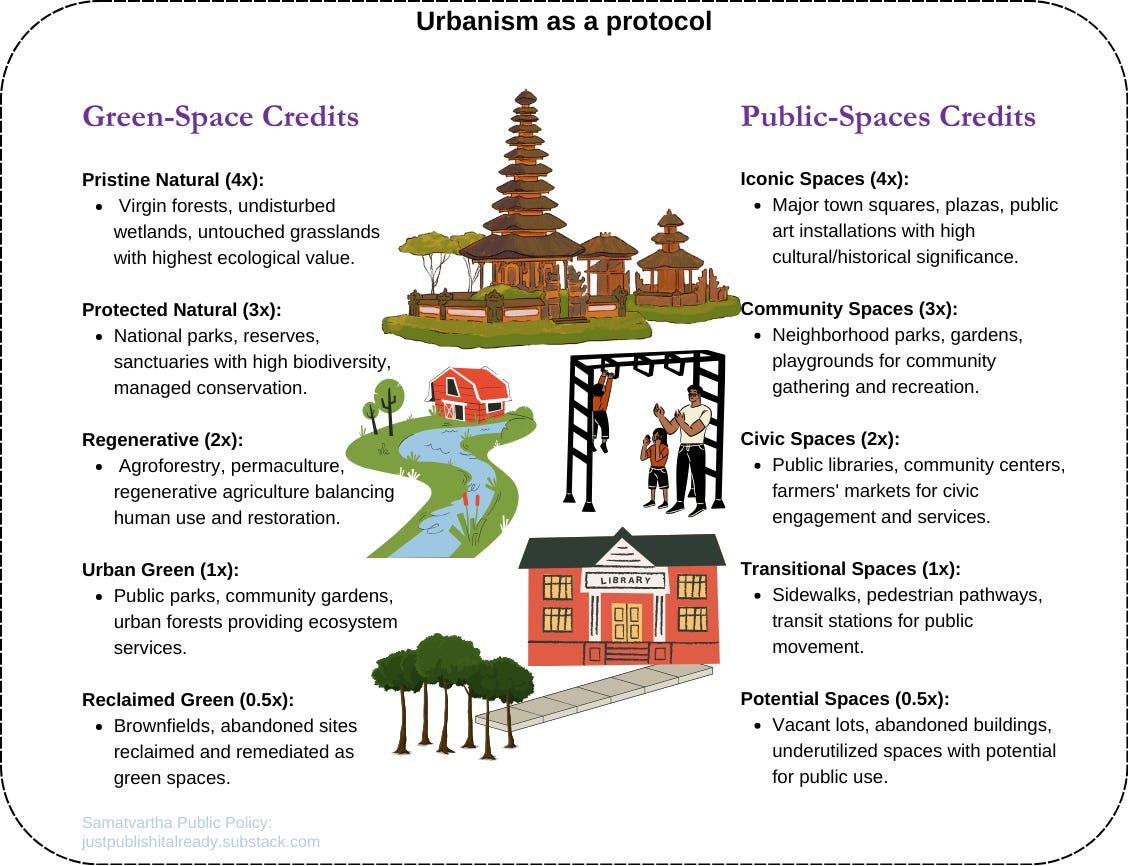 Urbanism as a protocol
Green-Space Credits
Pristine Natural (4x):
• Virgin forests, undisturbed
wetlands, untouched grasslands
with highest ecological value.
Protected Natural (3x):
• National parks, reserves,
sanctuaries with high biodiversity,
managed conservation.
Regenerative (2x):
• Agroforestry, permaculture,
regenerative agriculture balancing
human use and restoration.
Urban Green (1x):
• Public parks, community gardens,
urban forests providing ecosystem
services.
Reclaimed Green (0.5x):
• Brownfields, abandoned sites
reclaimed and remediated as
green spaces.
LIBRARY
Public-Spaces Credits
Iconic Spaces (4x):
• Major town squares, plazas, public
art installations with high
cultural/historical significance.
Community Spaces (3x):
• Neighborhood parks, gardens,
playgrounds for community
gathering and recreation.
Civic Spaces (2x):
• Public libraries, community centers,
farmers' markets for civic
engagement and services.
Transitional Spaces (1x):
• Sidewalks, pedestrian pathways,
transit stations for public
movement.
Potential Spaces (0.5x):
• Vacant lots, abandoned buildings,
underutilized spaces with potential
for public use.
Samatvartha Public Policy:
justpublishitalready.substack.com